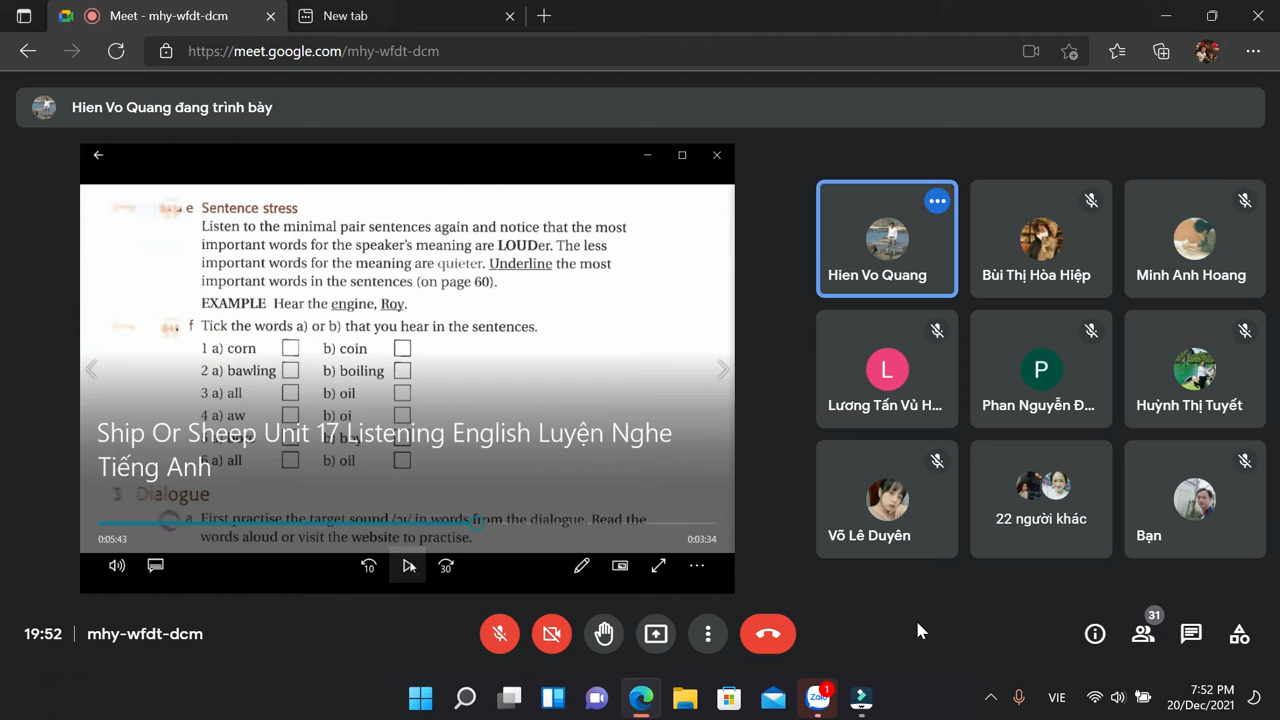 Meet - mhy-wfdt-dcm
New tab
https://meet.google.com/mhy-wfdt-dcm
Hien Vo Quang đang trình bày
e Sentence stress
Listen to the minimal pair sentences again and notice that the most
important words for the speaker's meaning are LOUDer. The less
important words for the meaning are quieter. Underline the most
important words in the sentences (on page 60).
EXAMPLE Hear the engine, Roy.
f Tick the words a) or b) that you hear in the sentences.
1 a) corn b) coin
2 a) bawling b) boiling
3 a) all b) oil
4 a) aw b) oi
Ship Or Sheep Unit 17 Listening English Luyện Nghe
Tiếng Anh
6 a) all b) oil
3 Dialogue
a First practise the target sound /ɔɪ/ in words from the dialogue. Read the
words aloud or visit the website to practise.
0:05:43
0:03:34
10
30
Hien Vo Quang
Bùi Thị Hòa Hiệp
Minh Anh Hoang
L
Lương Tấn Vủ H...
P
Phan Nguyễn Đ...
Huỳnh Thị Tuyết
Võ Lê Duyên
22 người khác
Bạn
19:52 | mhy-wfdt-dcm
31
Zalo
1
VIE
7:52 PM
20/Dec/2021